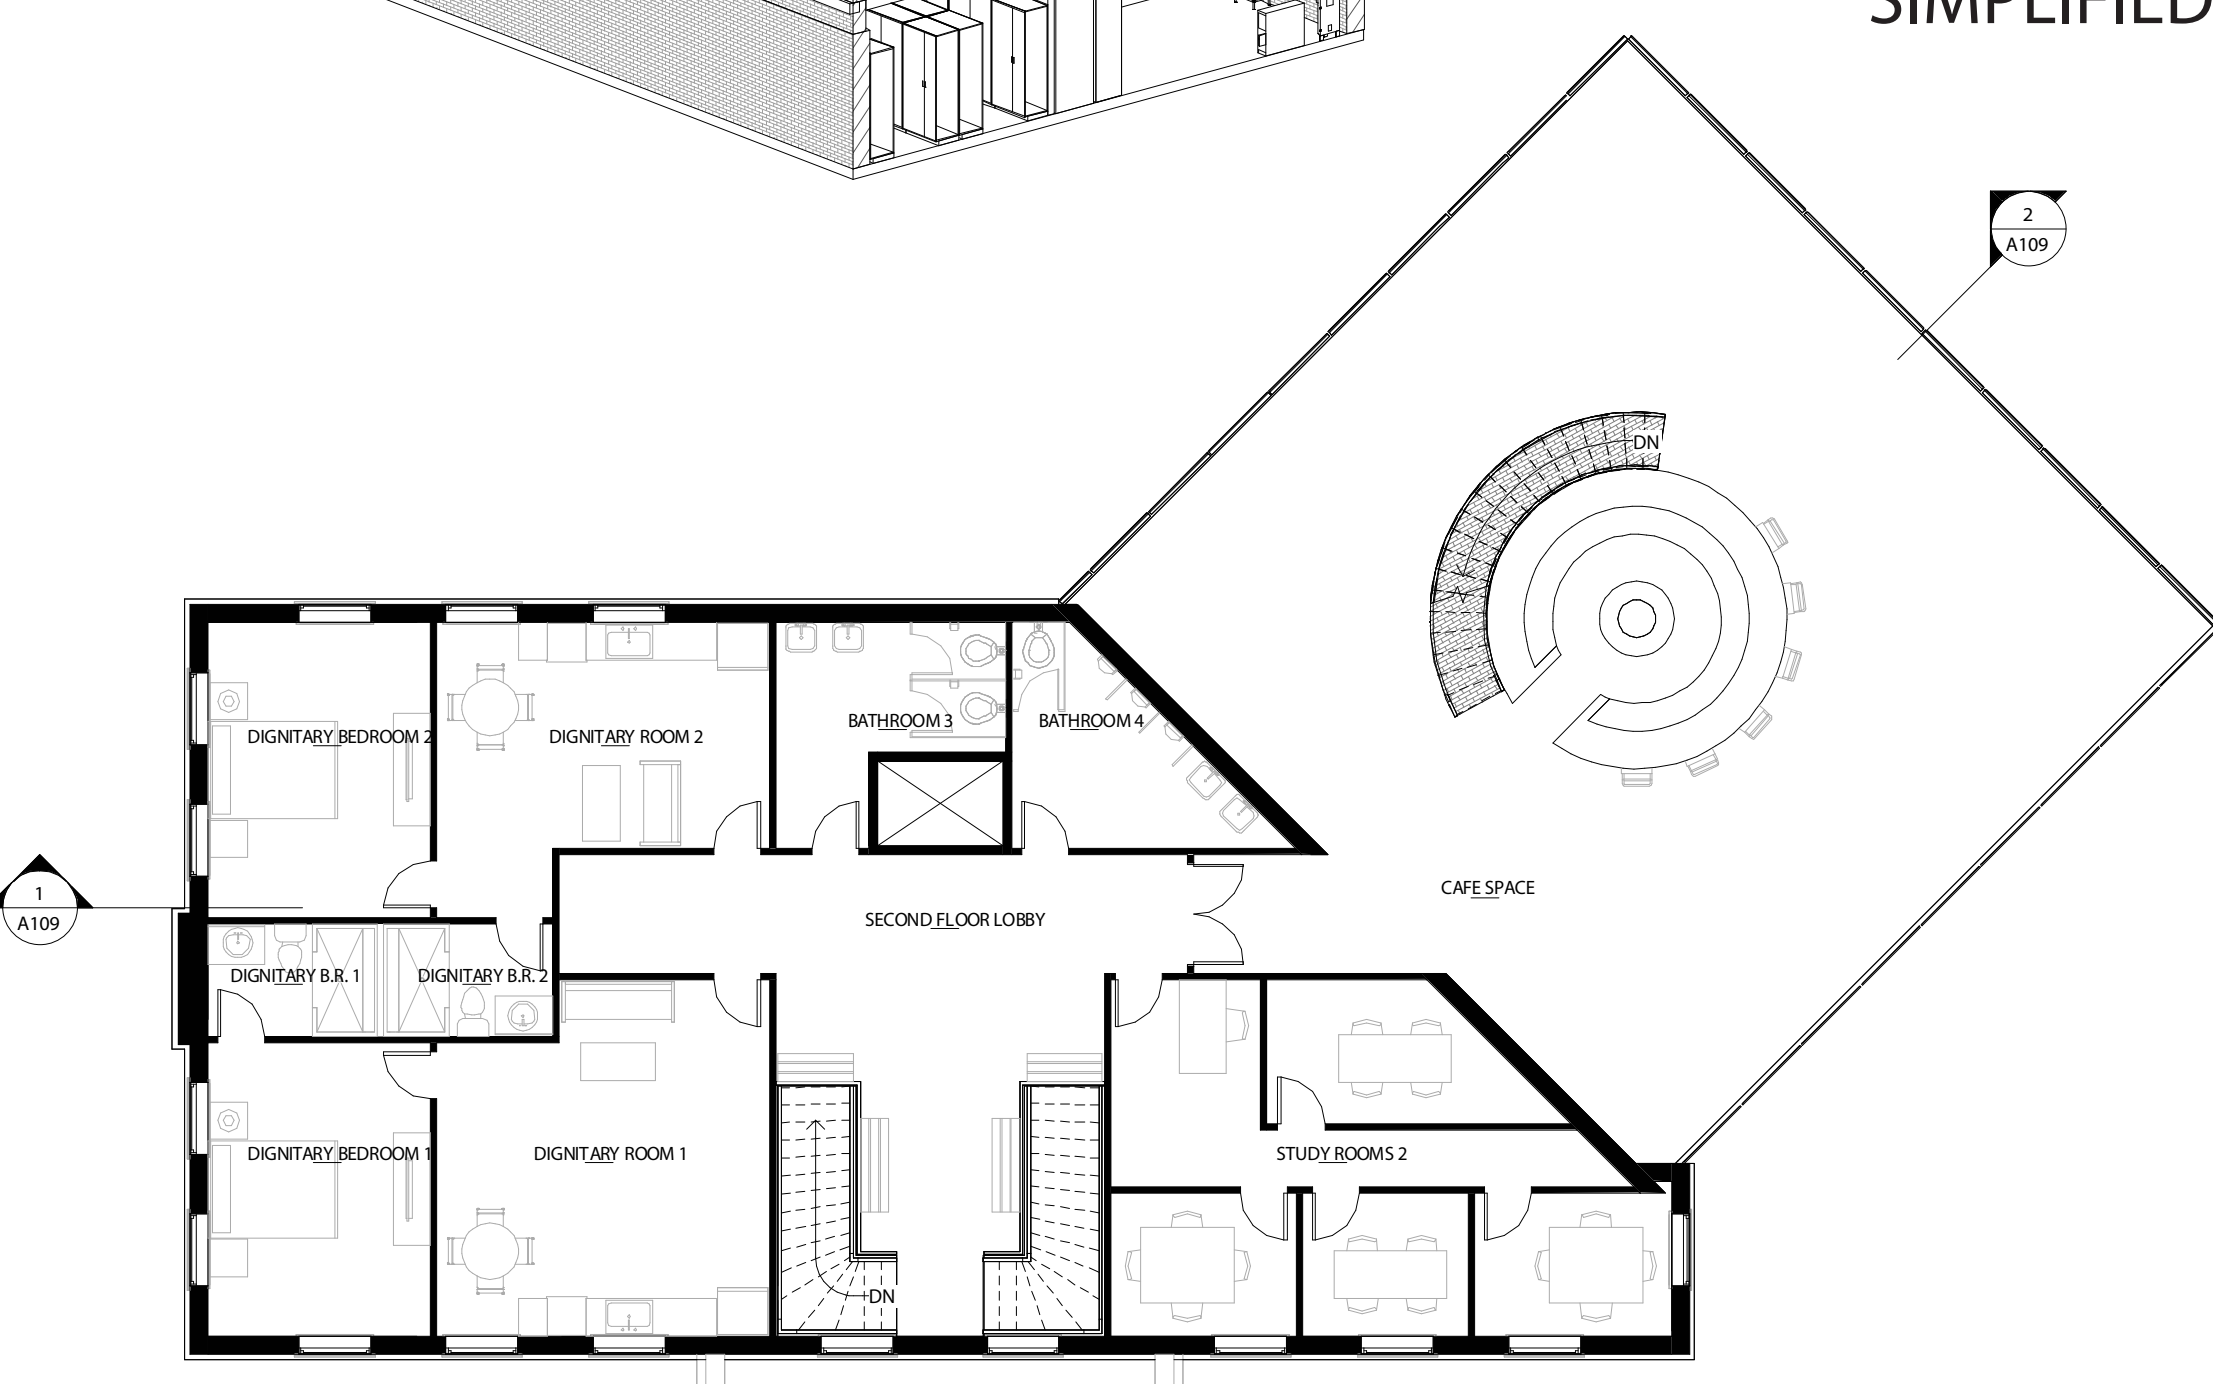 SIMPLIFIED
2
A109
DN
DIGNITARY BEDROOM 2
DIGNITARY ROOM 2
BATHROOM 3
BATHROOM 4
1
A109
CAFE SPACE
SECOND FLOOR LOBBY
DIGNITARY B.R. 1
DIGNITARY B.R. 2
DIGNITARY BEDROOM 1
DIGNITARY ROOM 1
STUDY ROOMS 2
DN